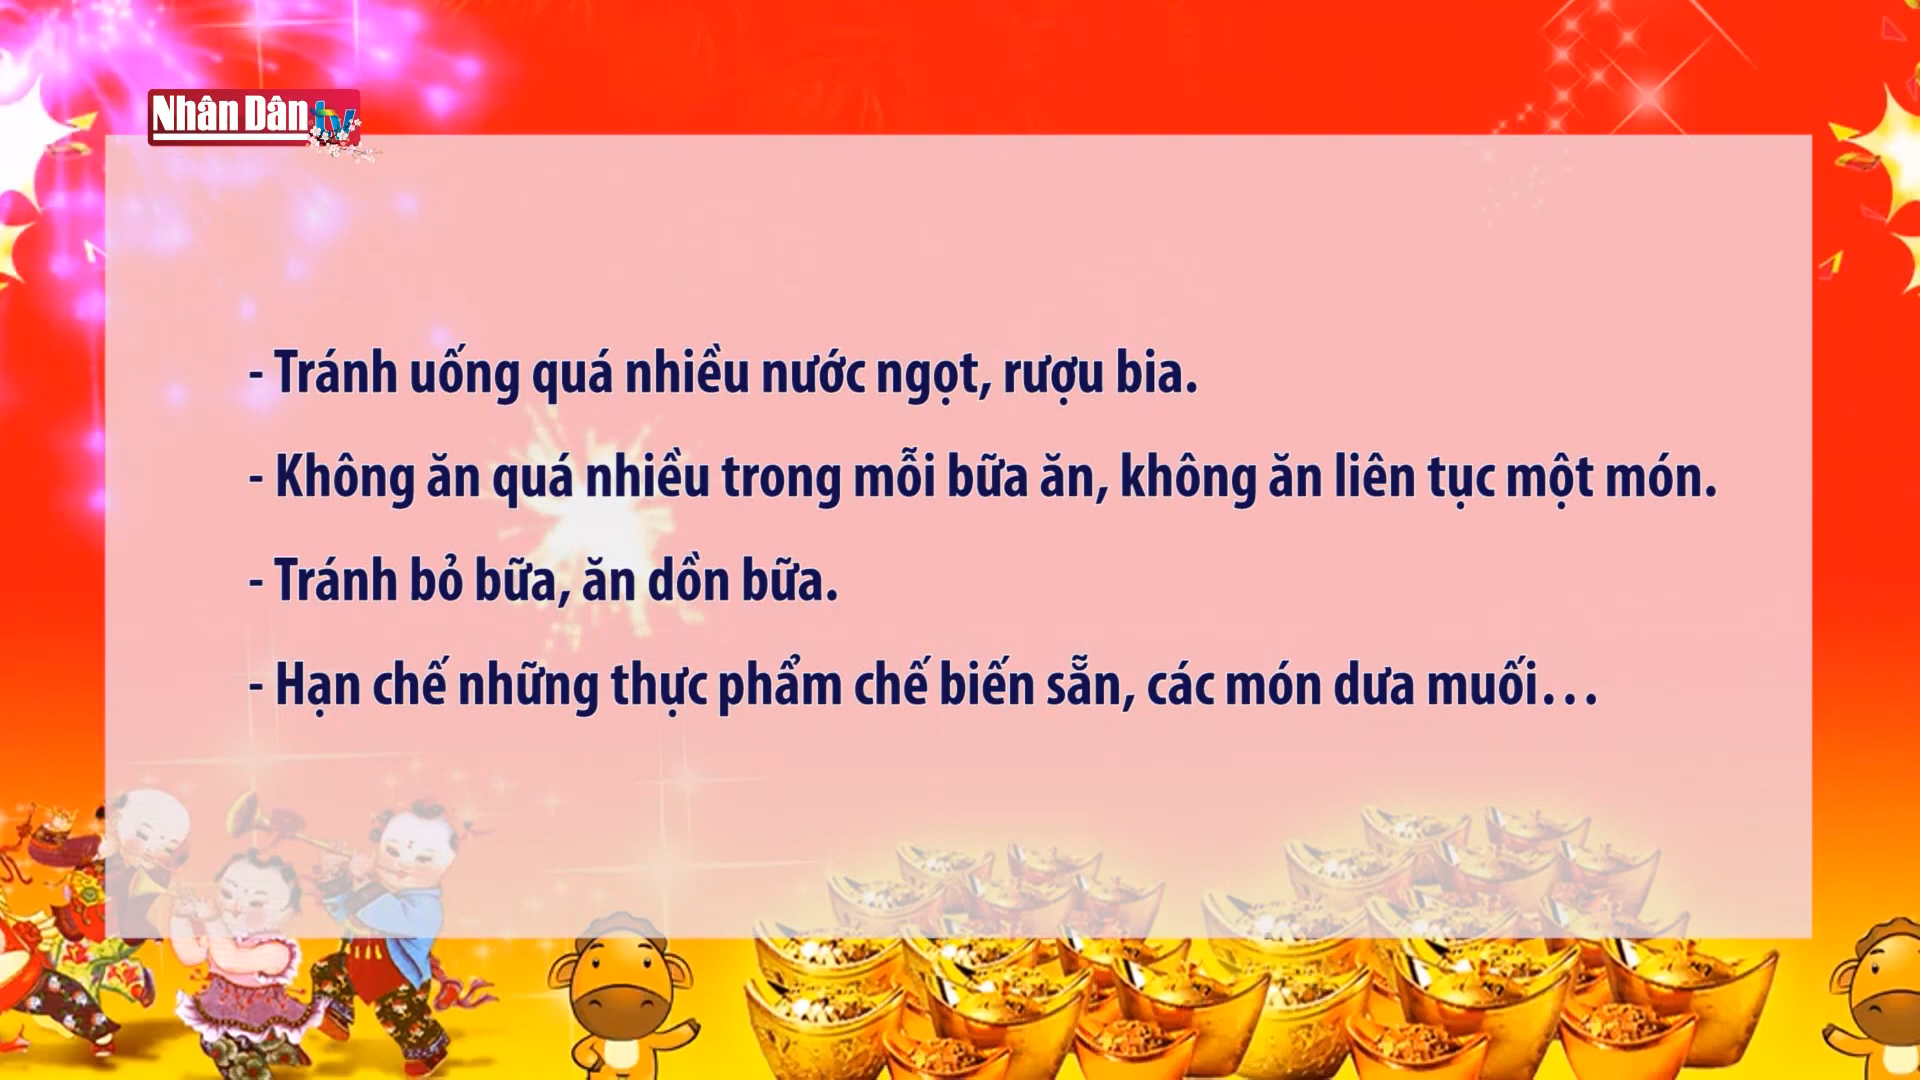 Nhân Dân tv
- Tránh uống quá nhiều nước ngọt, rượu bia.
- Không ăn quá nhiều trong mỗi bữa ăn, không ăn liên tục một món.
- Tránh bỏ bữa, ăn dồn bữa.
- Hạn chế những thực phẩm chế biến sẵn, các món dưa muối...